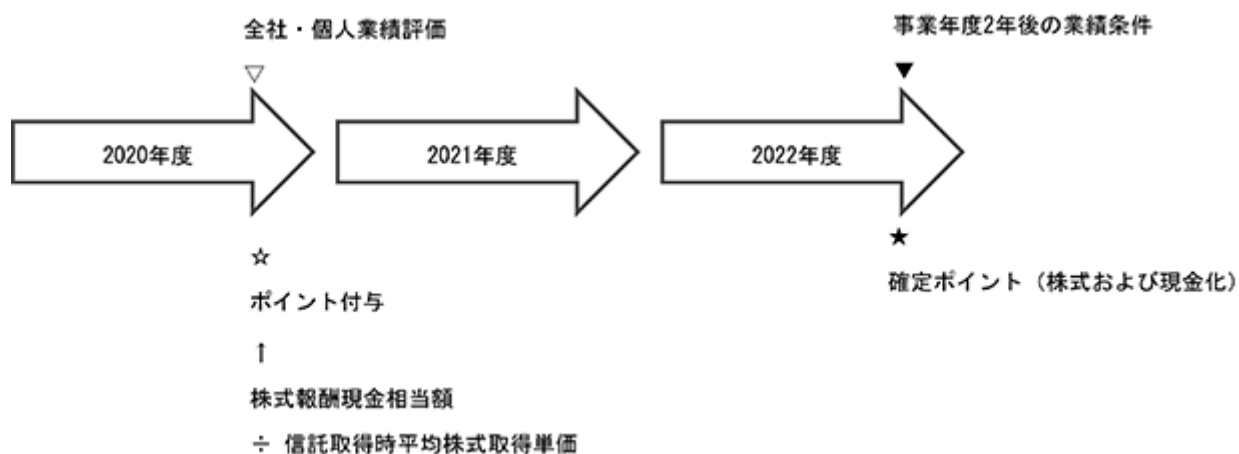 全社・個人業績評価
事業年度2年後の業績条件
▽
▼
2020年度
2021年度
2022年度
☆
★
ポイント付与
確定ポイント（株式および現金化）
↑
株式報酬現金相当額
÷ 信託取得時平均株式取得単価